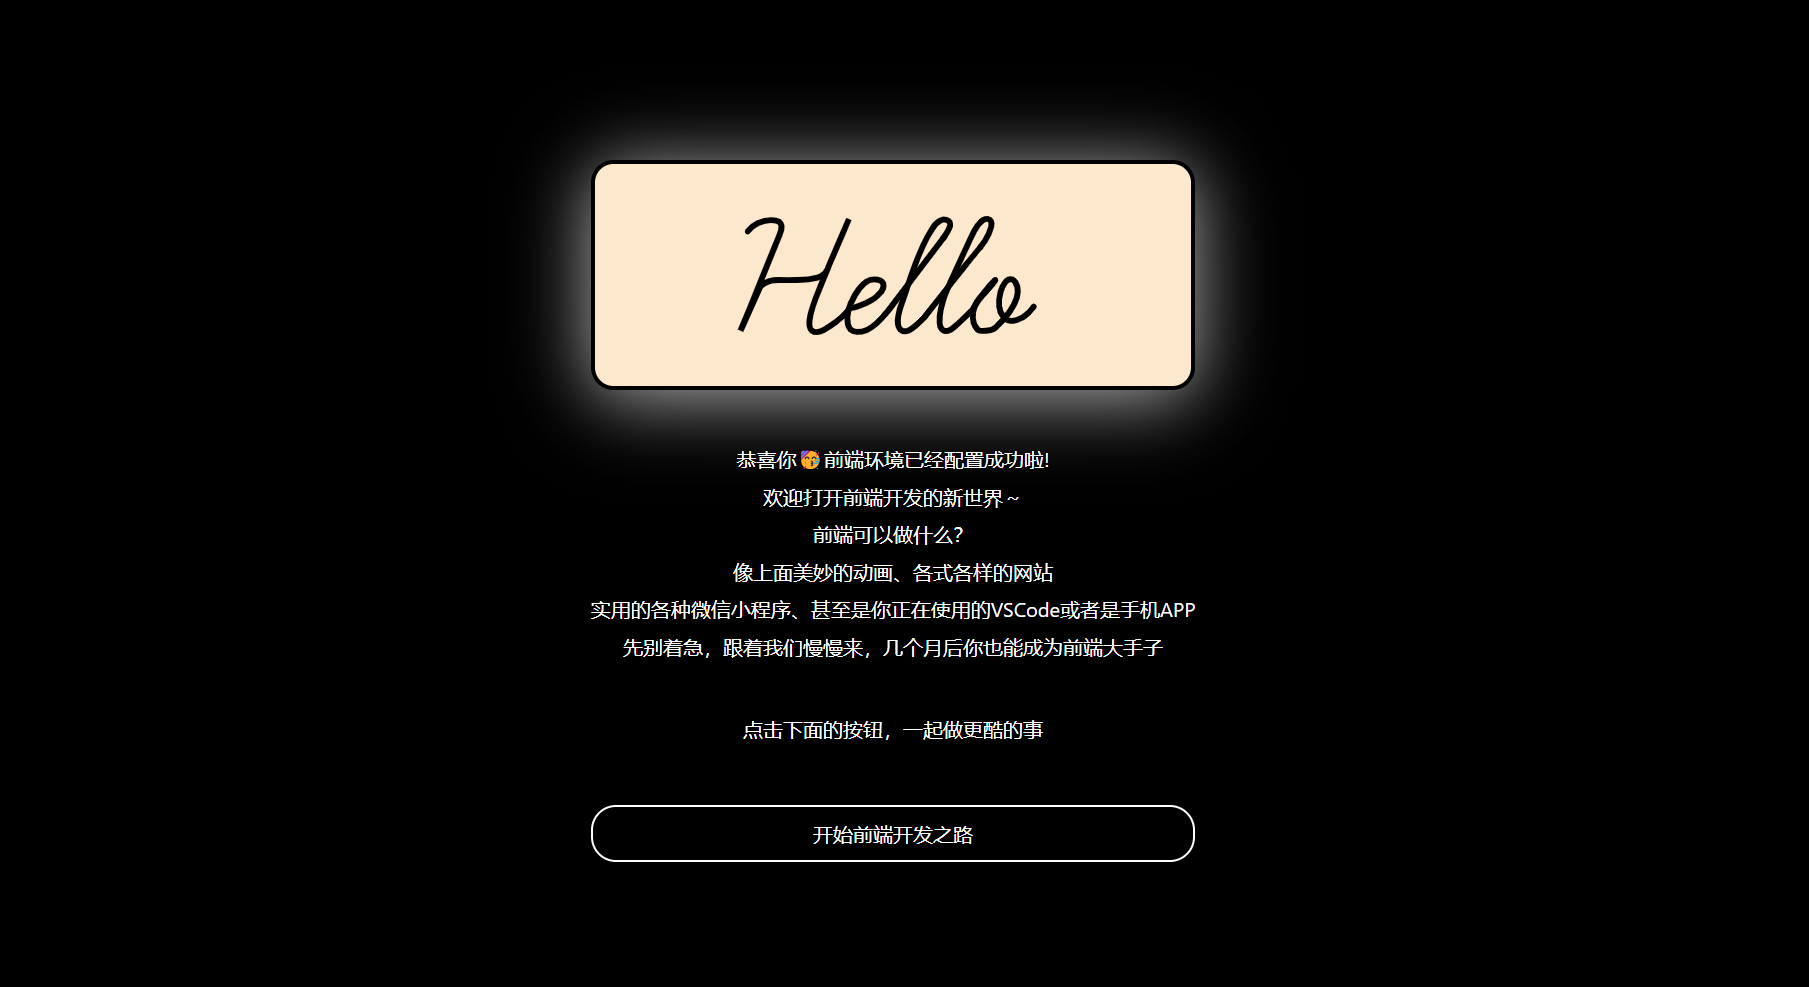 Hello
恭喜你🥳前端环境已经配置成功啦!
欢迎打开前端开发的新世界~
前端可以做什么?
像上面美妙的动画、各式各样的网站
实用的各种微信小程序、甚至是你正在使用的VSCode或者是手机APP
先别着急，跟着我们慢慢来，几个月后你也能成为前端大手子
点击下面的按钮，一起做更酷的事
开始前端开发之路